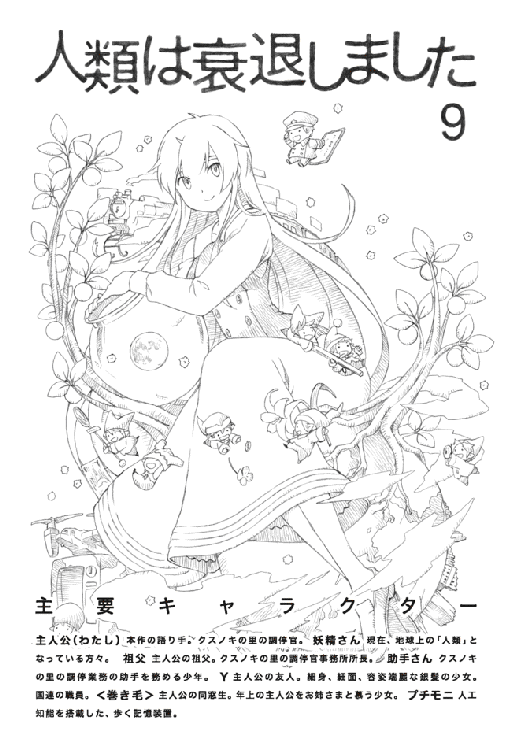 人類は衰退しました
9
主要キャラクター
主人公(わたし) 本作の語り手。クスノキの里の調停官。 妖精さん 現在、地球上の「人類」と
なっている方々。 祖父 主人公の祖父。クスノキの里の調停官事務所所長。 助手さん クスノキ
の里の調停業務の助手を務める少年。 Y 主人公の友人。細身、細面、容姿端麗な銀髪の少女。
国連の職員。 <巻き毛> 主人公の同窓生。年上の主人公をお姉さまと慕う少女。 プチモニ 人工
知能を搭載した、歩く記憶装置。